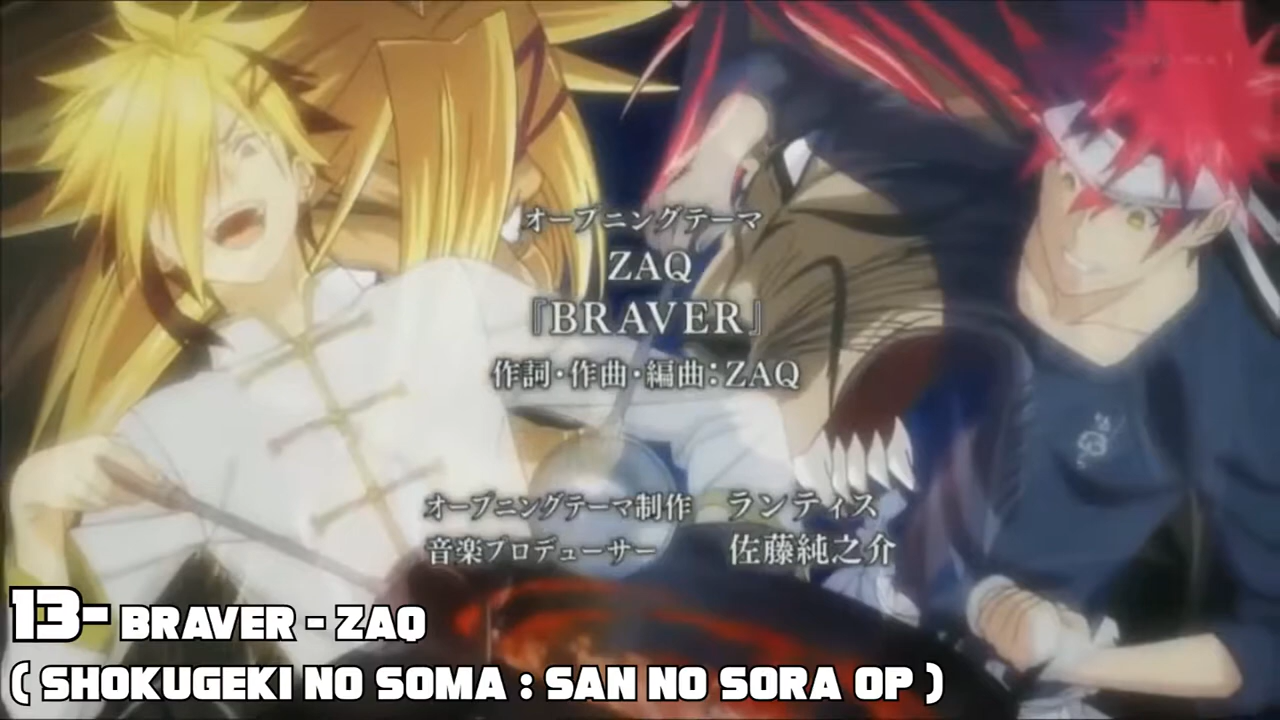 オープニングテーマ
ZAQ
『BRAVER』
作詞・作曲・編曲：ZAQ
オープニングテーマ制作 ランティス
音楽プロデューサー 佐藤純之介
13- BRAVER - ZAQ
( SHOKUGEKI NO SOMA : SAN NO SORA OP )